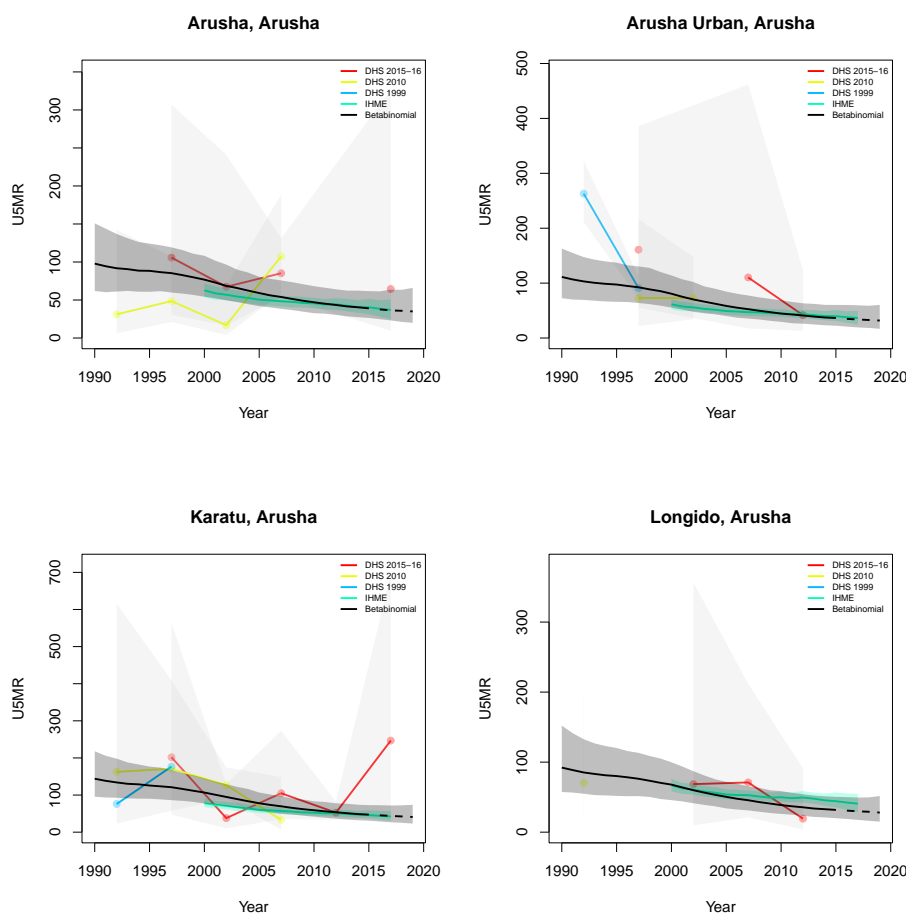 Arusha, Arusha
U5MR
0 50 100 200 300
1990 1995 2000 2005 2010 2015 2020
Year
DHS 2015−16
DHS 2010
DHS 1999
IHME
Betabinomial
Arusha Urban, Arusha
U5MR
0 100 200 300 400 500
1990 1995 2000 2005 2010 2015 2020
Year
DHS 2015−16
DHS 2010
DHS 1999
IHME
Betabinomial
Karatu, Arusha
U5MR
0 100 300 500 700
1990 1995 2000 2005 2010 2015 2020
Year
DHS 2015−16
DHS 2010
DHS 1999
IHME
Betabinomial
Longido, Arusha
U5MR
0 100 200 300
1990 1995 2000 2005 2010 2015 2020
Year
DHS 2015−16
DHS 2010
DHS 1999
IHME
Betabinomial